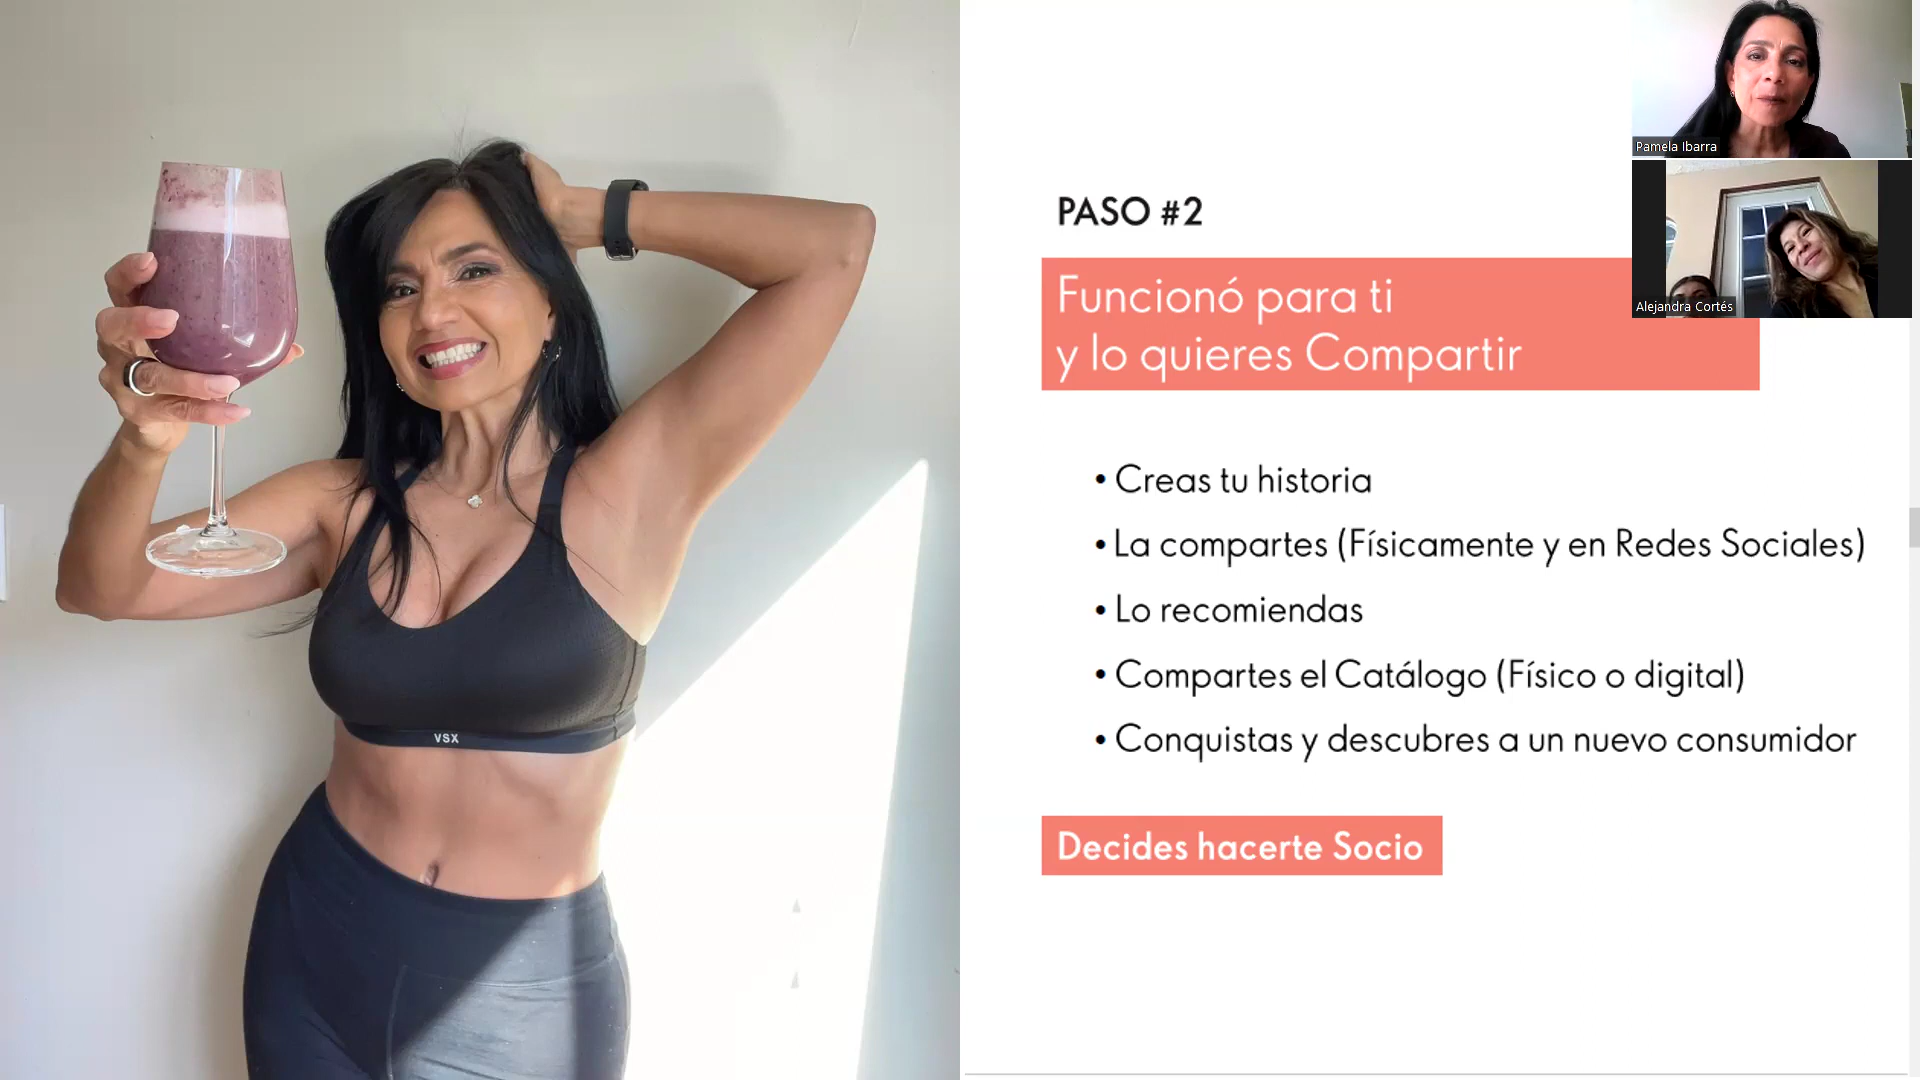 VSX
PASO #2
Funcionó para ti
y lo quieres Compartir
• Creas tu historia
• La compartes (Físicamente y en Redes Sociales)
• Lo recomiendas
• Compartes el Catálogo (Físico o digital)
• Conquistas y descubres a un nuevo consumidor
Decides hacerte Socio
Pamela Ibarra
Alejandra Cortés